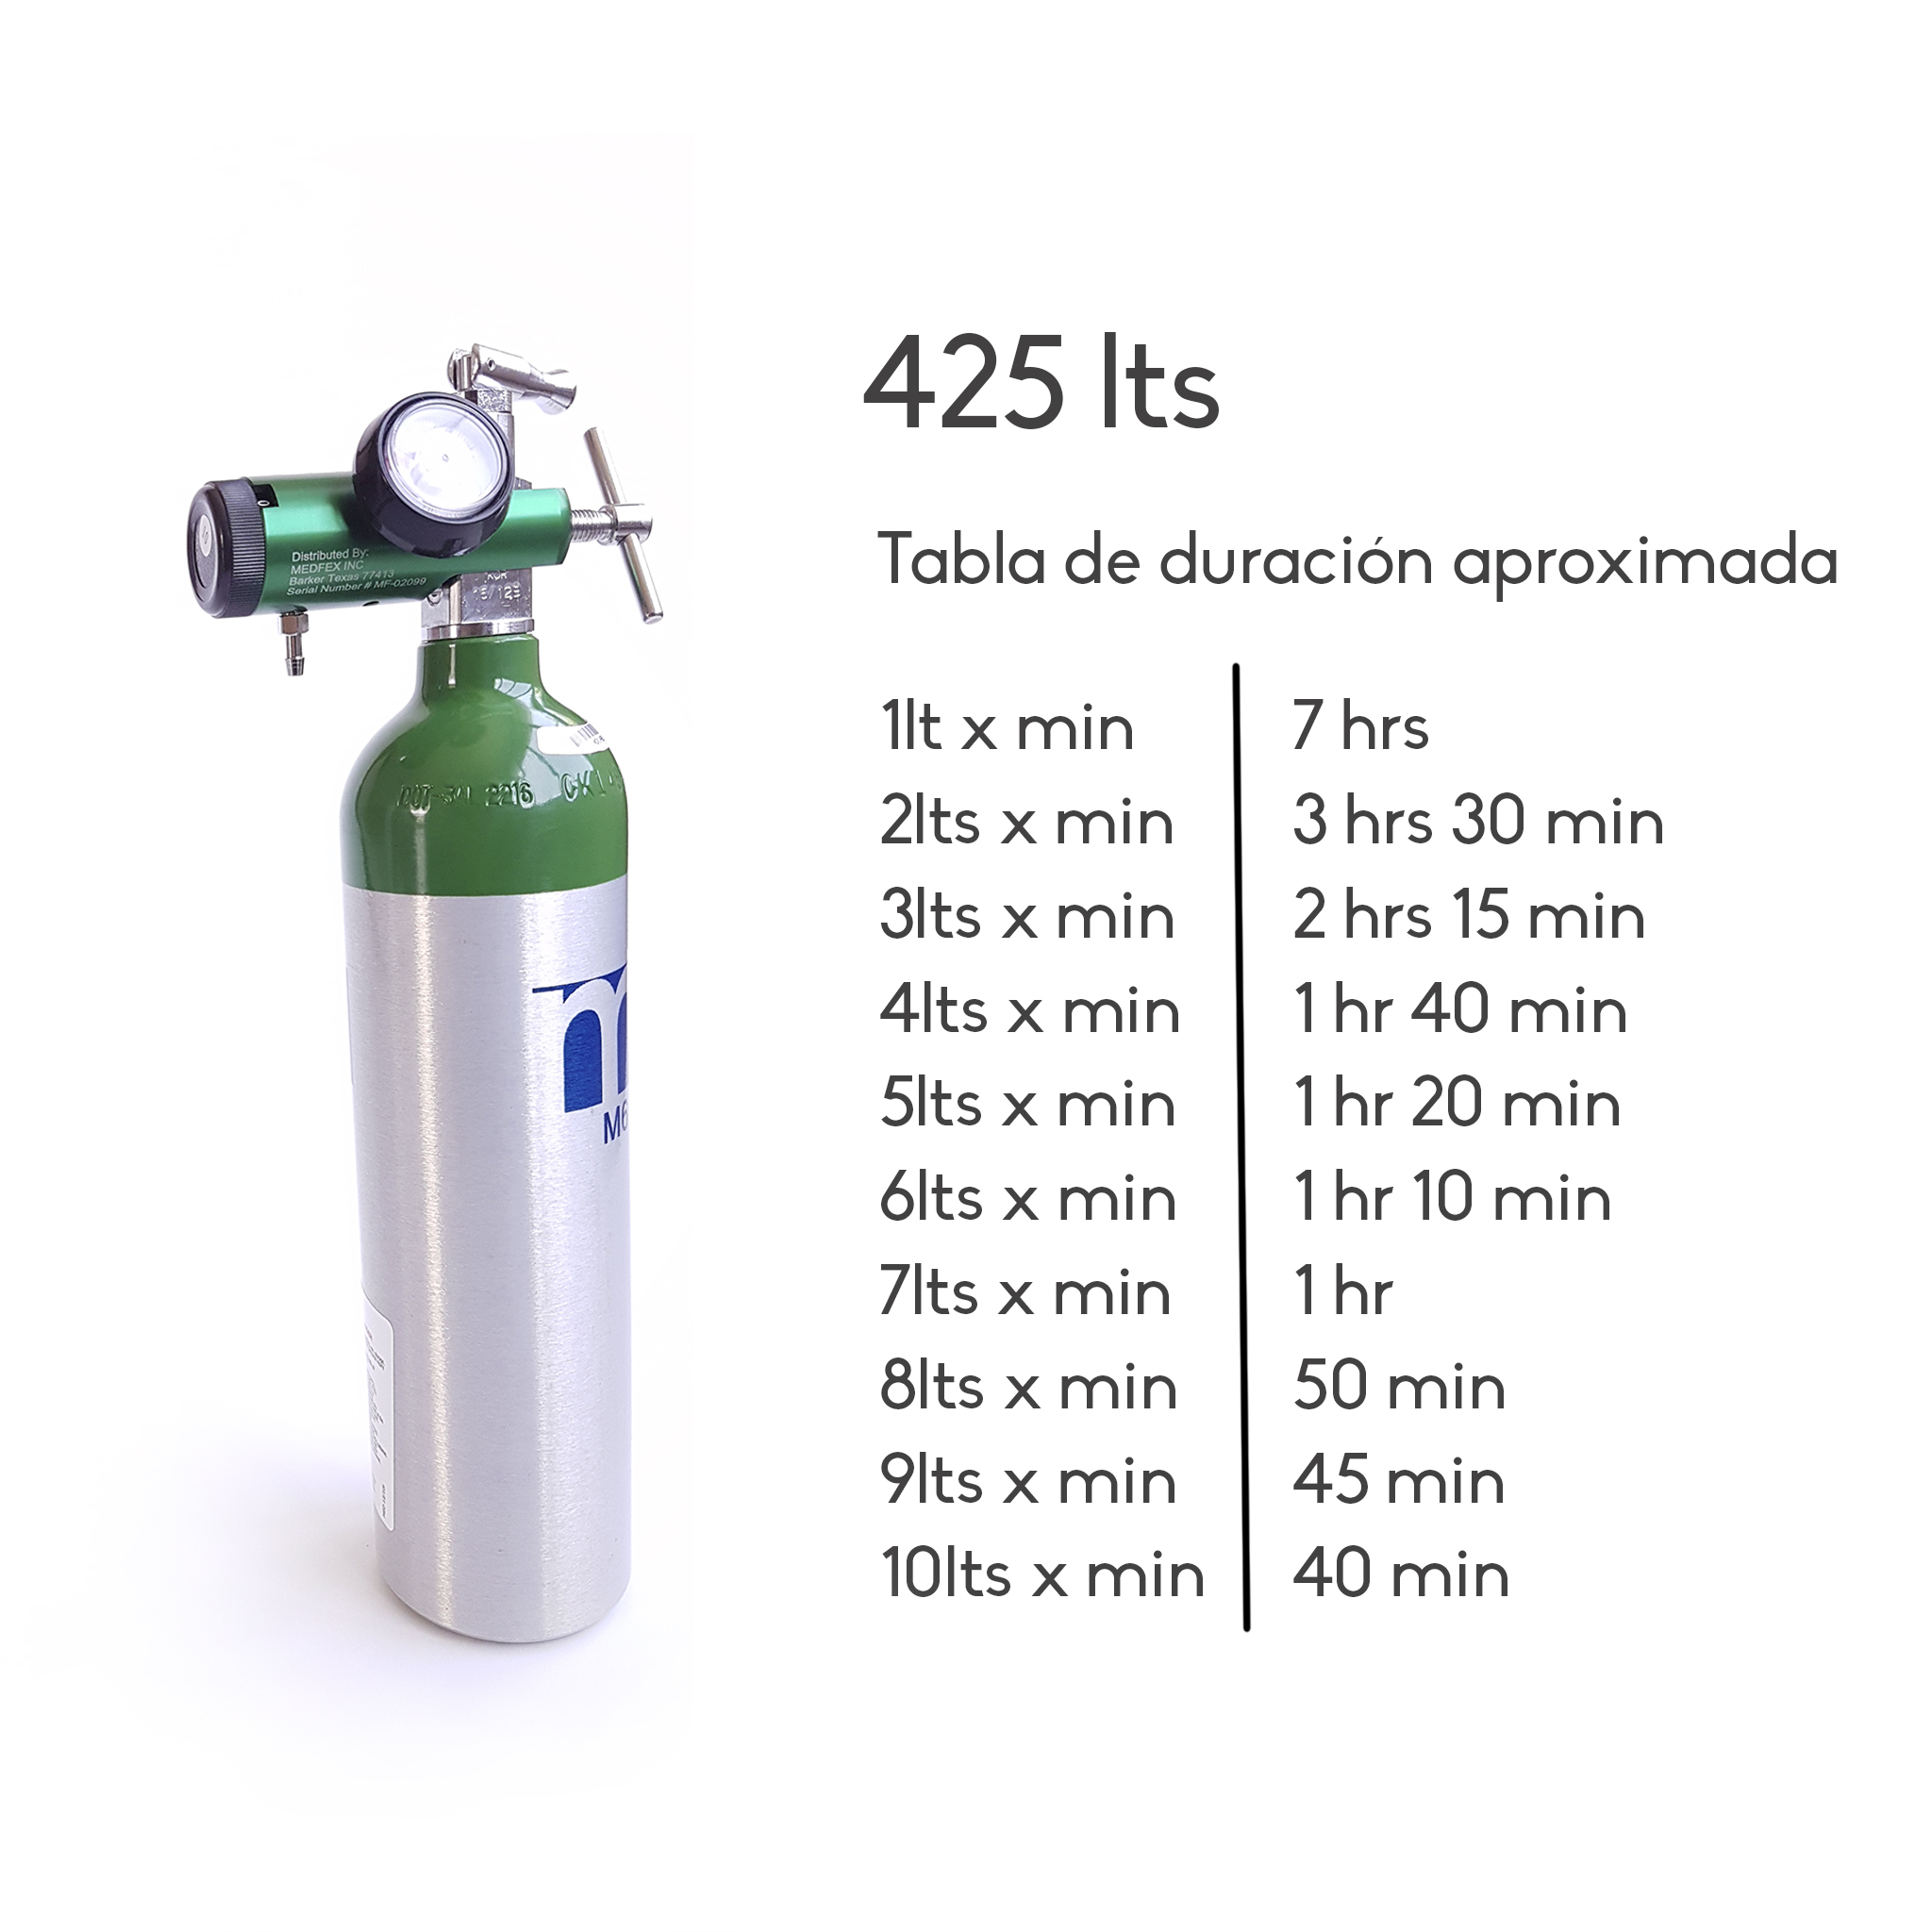 425 lts
Tabla de duración aproximada
1lt x min 7 hrs
2lts x min 3 hrs 30 min
3lts x min 2 hrs 15 min
4lts x min 1 hr 40 min
5lts x min 1 hr 20 min
6lts x min 1 hr 10 min
7lts x min 1 hr
8lts x min 50 min
9lts x min 45 min
10lts x min 40 min
0
Distributed By:
MEDFEX INC
Barker Texas 77413
Serial Number # MF-02099
2216
m
M6